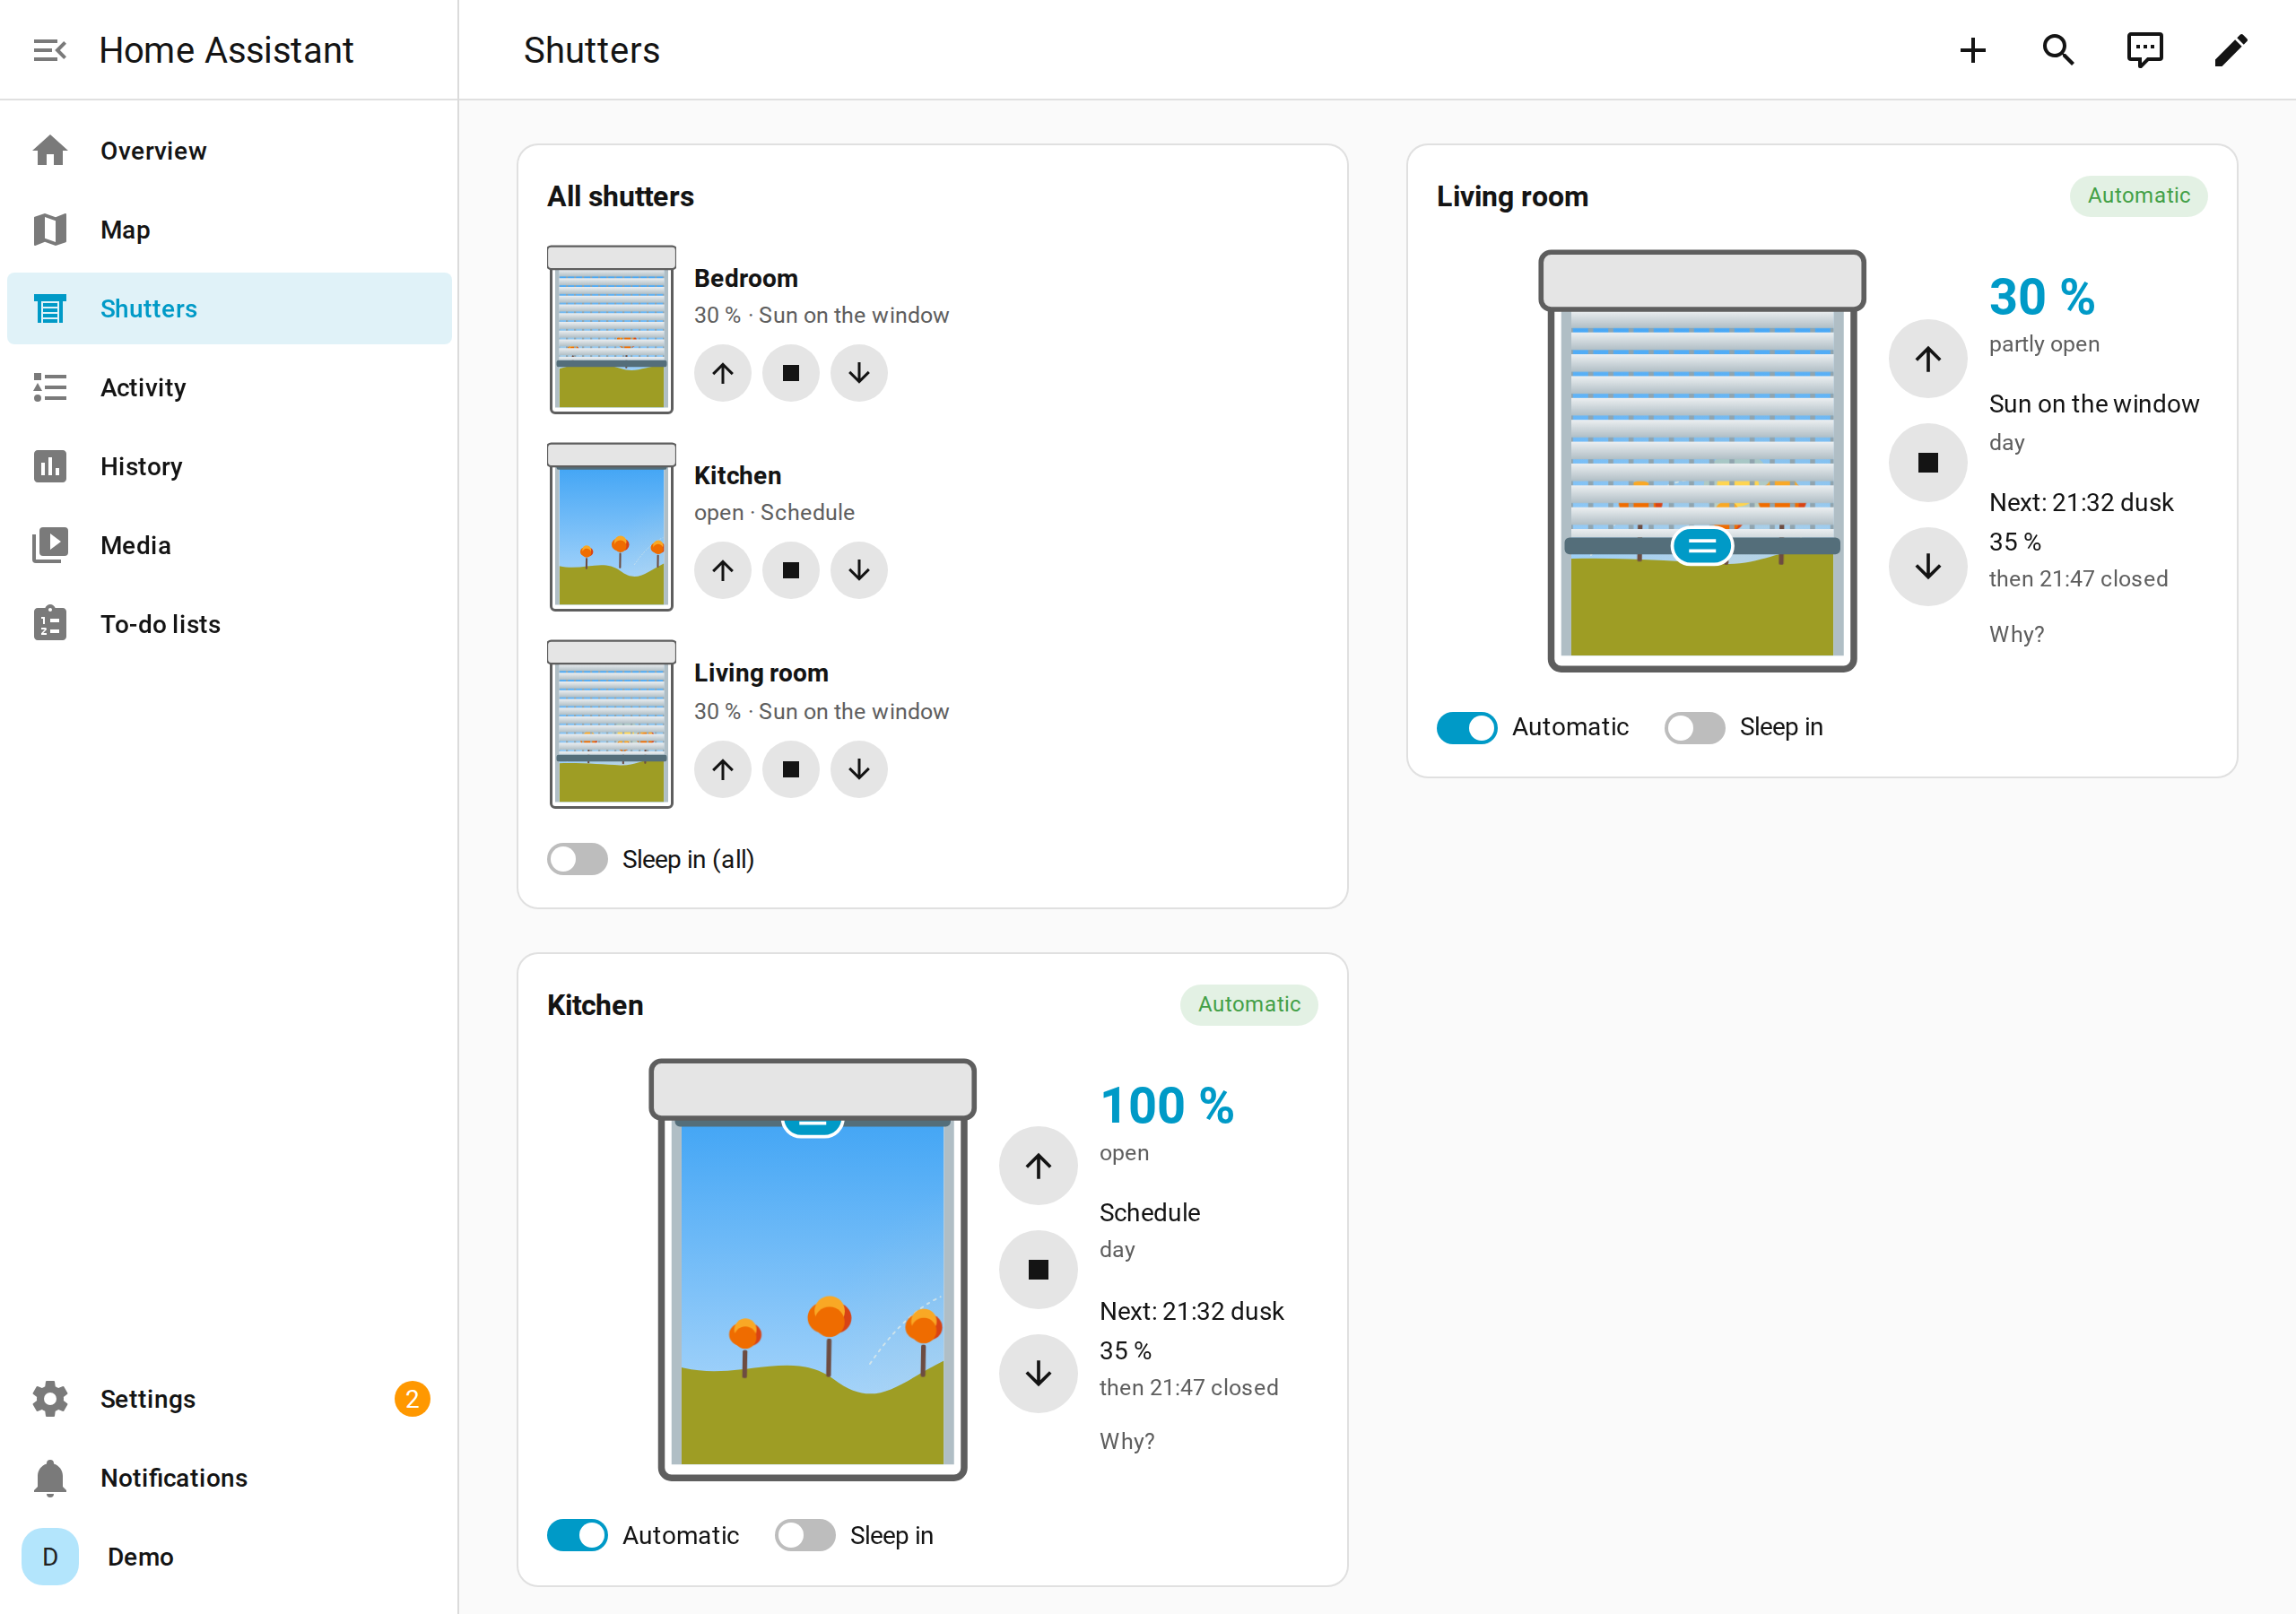 Home Assistant
Overview
Map
Shutters
Activity
History
Media
To-do lists
Settings
2
Notifications
D
Demo
Shutters
All shutters
Bedroom
30 % · Sun on the window
Kitchen
open · Schedule
Living room
30 % · Sun on the window
Sleep in (all)
Living room
Automatic
30 %
partly open
Sun on the window
day
Next: 21:32 dusk
35 %
then 21:47 closed
Why?
Automatic
Sleep in
Kitchen
Automatic
100 %
open
Schedule
day
Next: 21:32 dusk
35 %
then 21:47 closed
Why?
Automatic
Sleep in